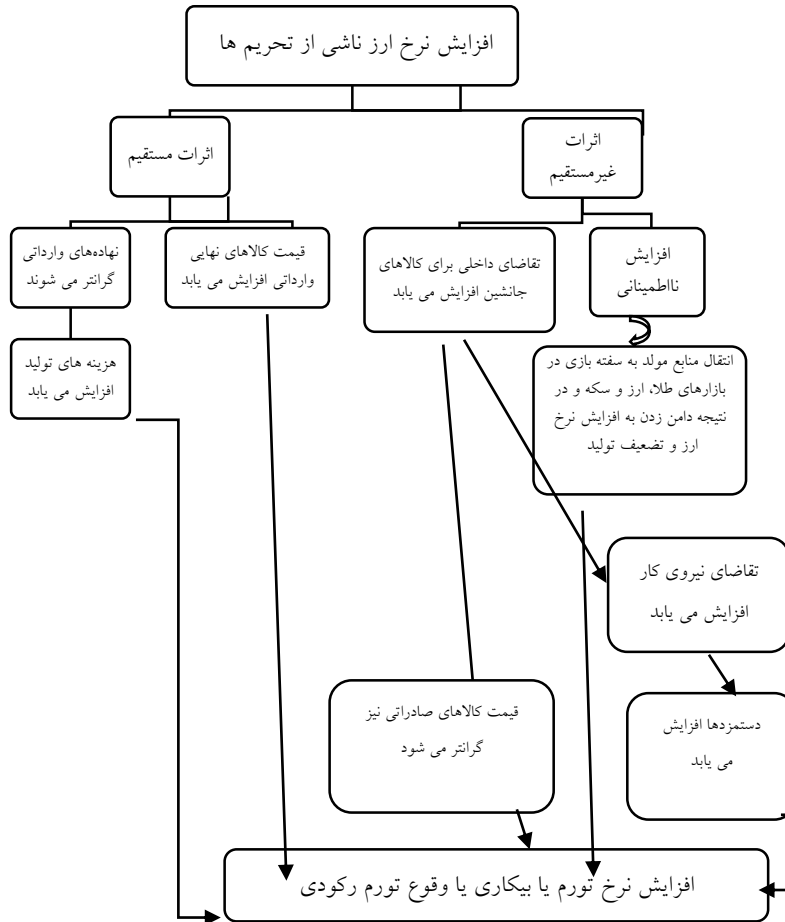 افزایش نرخ ارز ناشی از تحریم ها
اثرات
غیرمستقیم
اثرات مستقیم
افزایش
نااطمینانی
تقاضای داخلی برای کالاهای
جانشین افزایش می یابد
قیمت کالاهای نهایی
وارداتی افزایش می یابد
نهاده‌های وارداتی
گرانتر می شوند
انتقال منابع مولد به سفته بازی در
بازارهای طلا، ارز و سکه و در
نتیجه دامن زدن به افزایش نرخ
ارز و تضعیف تولید
هزینه های تولید
افزایش می یابد
تقاضای نیروی کار
افزایش می یابد
دستمزدها افزایش
می یابد
قیمت کالاهای صادراتی نیز
گرانتر می شود
افزایش نرخ تورم یا بیکاری یا وقوع تورم رکودی